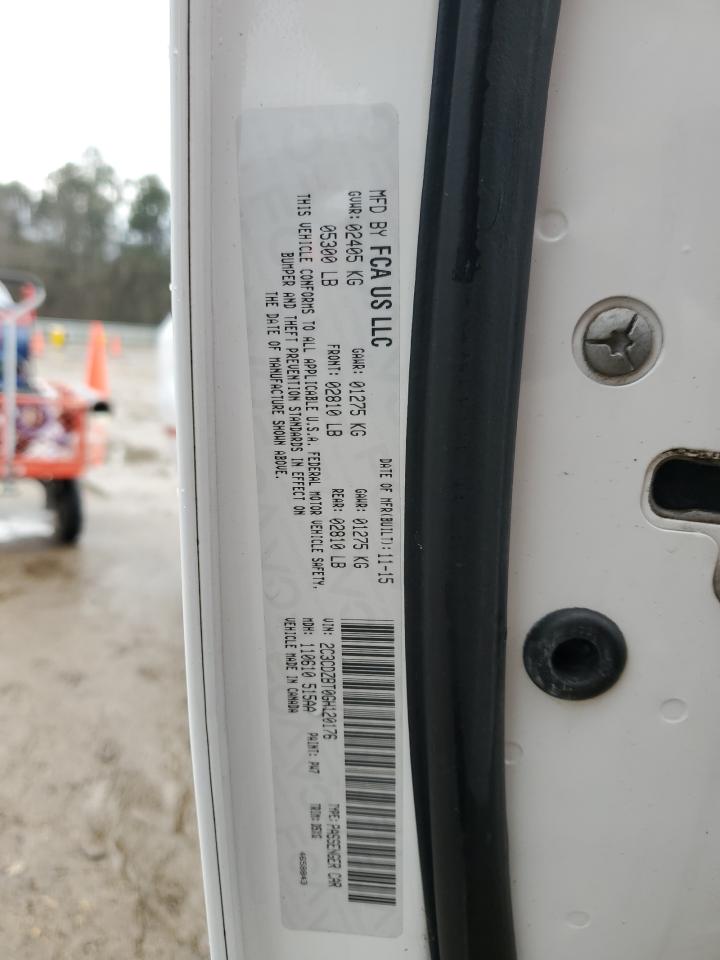 MFD BY FCA US LLC
DATE OF MFR(BUILT): 11-15
GVWR: 02405 KG
05300 LB
GAWR: 01275 KG
FRONT: 02810 LB
GAWR: 01275 KG
REAR: 02810 LB
THIS VEHICLE CONFORMS TO ALL APPLICABLE U.S.A. FEDERAL MOTOR VEHICLE SAFETY,
BUMPER AND THEFT PREVENTION STANDARDS IN EFFECT ON
THE DATE OF MANUFACTURE SHOWN ABOVE.
VIN: 2C3CDZBT0GH120176
TYPE: PASSENGER CAR
MDH: 110610 515AA
PAINT: PW7
TRIM:
VEHICLE MADE IN CANADA
46588843